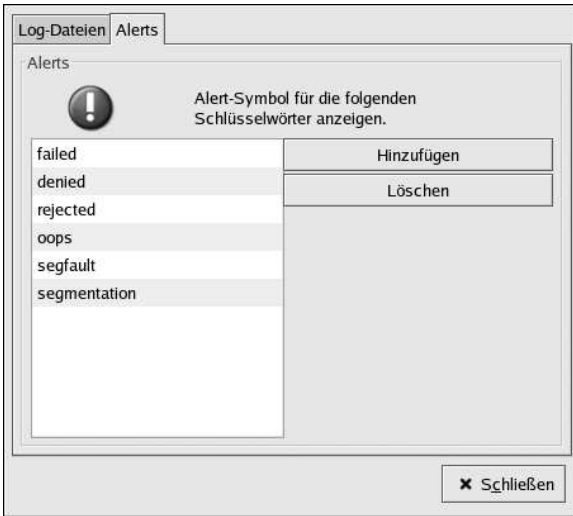 Log-Dateien Alerts
Alerts
Alert-Symbol für die folgenden
Schlüsselwörter anzeigen.
failed
denied
rejected
oops
segfault
segmentation
Hinzufügen
Löschen
Schließen